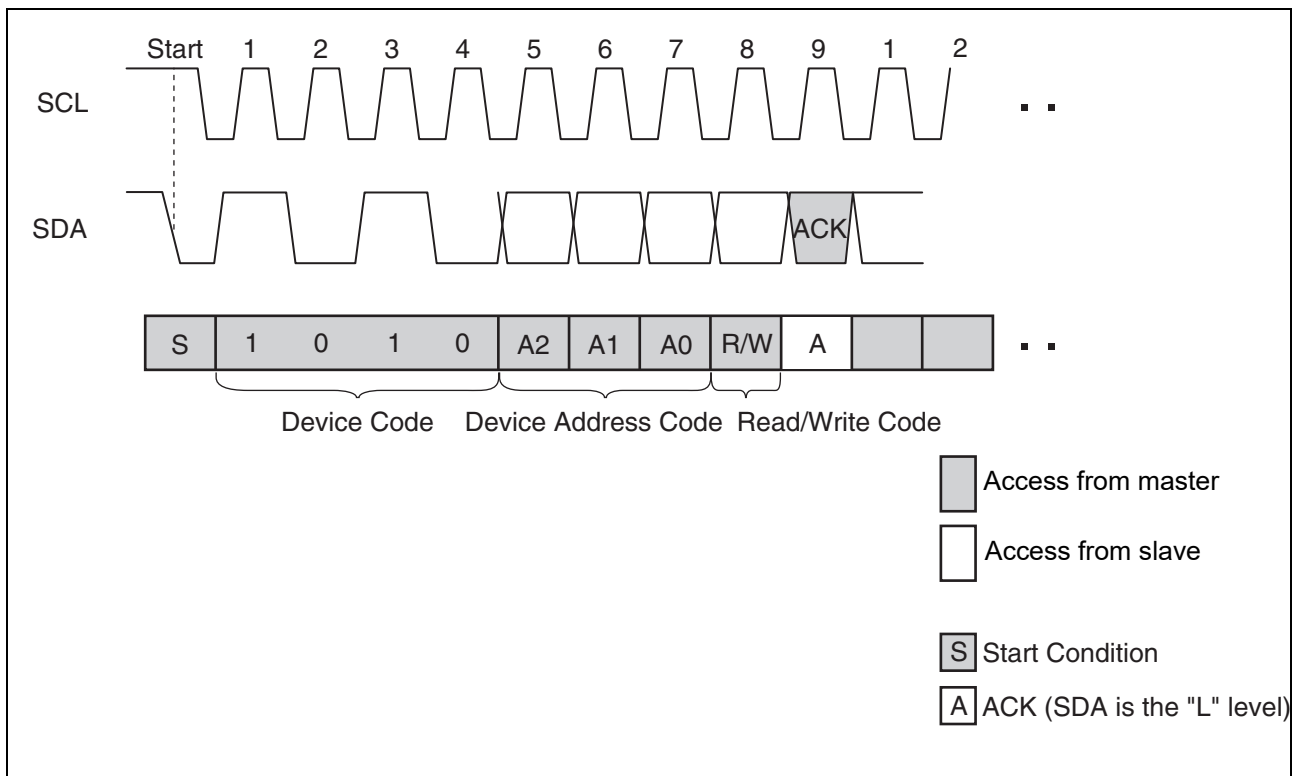 Start 1 2 3 4 5 6 7 8 9 1 2
SCL
SDA
ACK
S 1 0 1 0 A2 A1 A0 R/W A
Device Code Device Address Code Read/Write Code
Access from master
Access from slave
S Start Condition
A ACK (SDA is the "L" level)